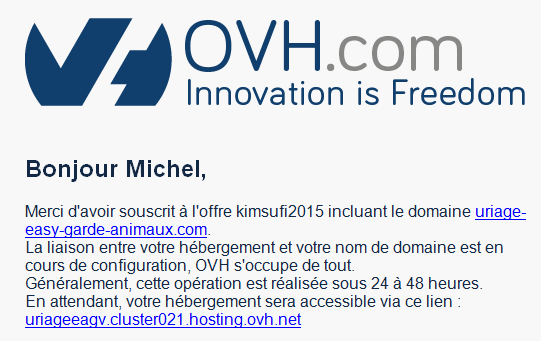 OVH.com
Innovation is Freedom
Bonjour Michel,
Merci d'avoir souscrit à l'offre kimsufi2015 incluant le domaine uriage-
easy-garde-animaux.com.
La liaison entre votre hébergement et votre nom de domaine est en
cours de configuration, OVH s'occupe de tout.
Généralement, cette opération est réalisée sous 24 à 48 heures.
En attendant, votre hébergement sera accessible via ce lien :
uriageeagv.cluster021.hosting.ovh.net